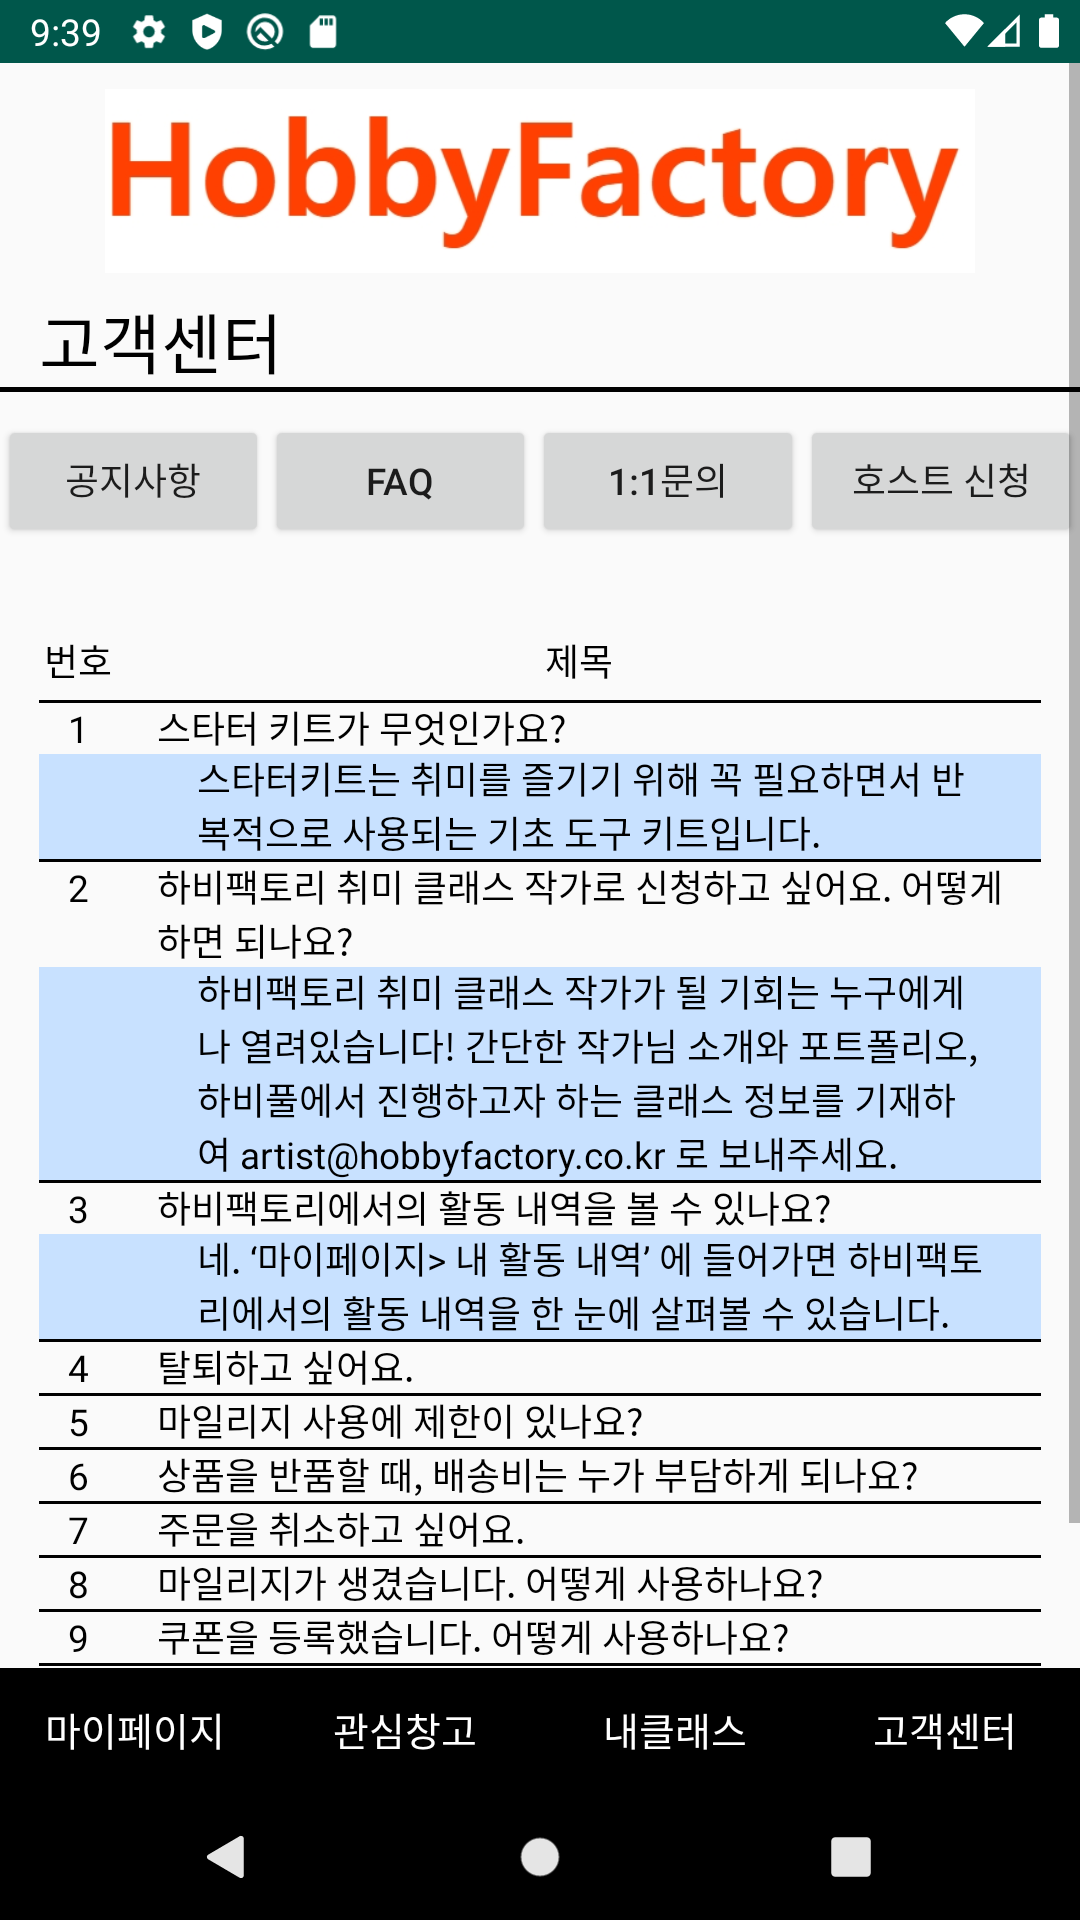 9:39
HobbyFactory
고객센터
공지사항 FAQ 1:1문의 호스트 신청
번호 제목
1 스타터 키트가 무엇인가요?
스타터키트는 취미를 즐기기 위해 꼭 필요하면서 반
복적으로 사용되는 기초 도구 키트입니다.
2 하비팩토리 취미 클래스 작가로 신청하고 싶어요. 어떻게
하면 되나요?
하비팩토리 취미 클래스 작가가 될 기회는 누구에게
나 열려있습니다! 간단한 작가님 소개와 포트폴리오,
하비풀에서 진행하고자 하는 클래스 정보를 기재하
여 artist@hobbyfactory.co.kr 로 보내주세요.
3 하비팩토리에서의 활동 내역을 볼 수 있나요?
네. ‘마이페이지> 내 활동 내역’ 에 들어가면 하비팩토
리에서의 활동 내역을 한 눈에 살펴볼 수 있습니다.
4 탈퇴하고 싶어요.
5 마일리지 사용에 제한이 있나요?
6 상품을 반품할 때, 배송비는 누가 부담하게 되나요?
7 주문을 취소하고 싶어요.
8 마일리지가 생겼습니다. 어떻게 사용하나요?
9 쿠폰을 등록했습니다. 어떻게 사용하나요?
마이페이지 관심창고 내클래스 고객센터